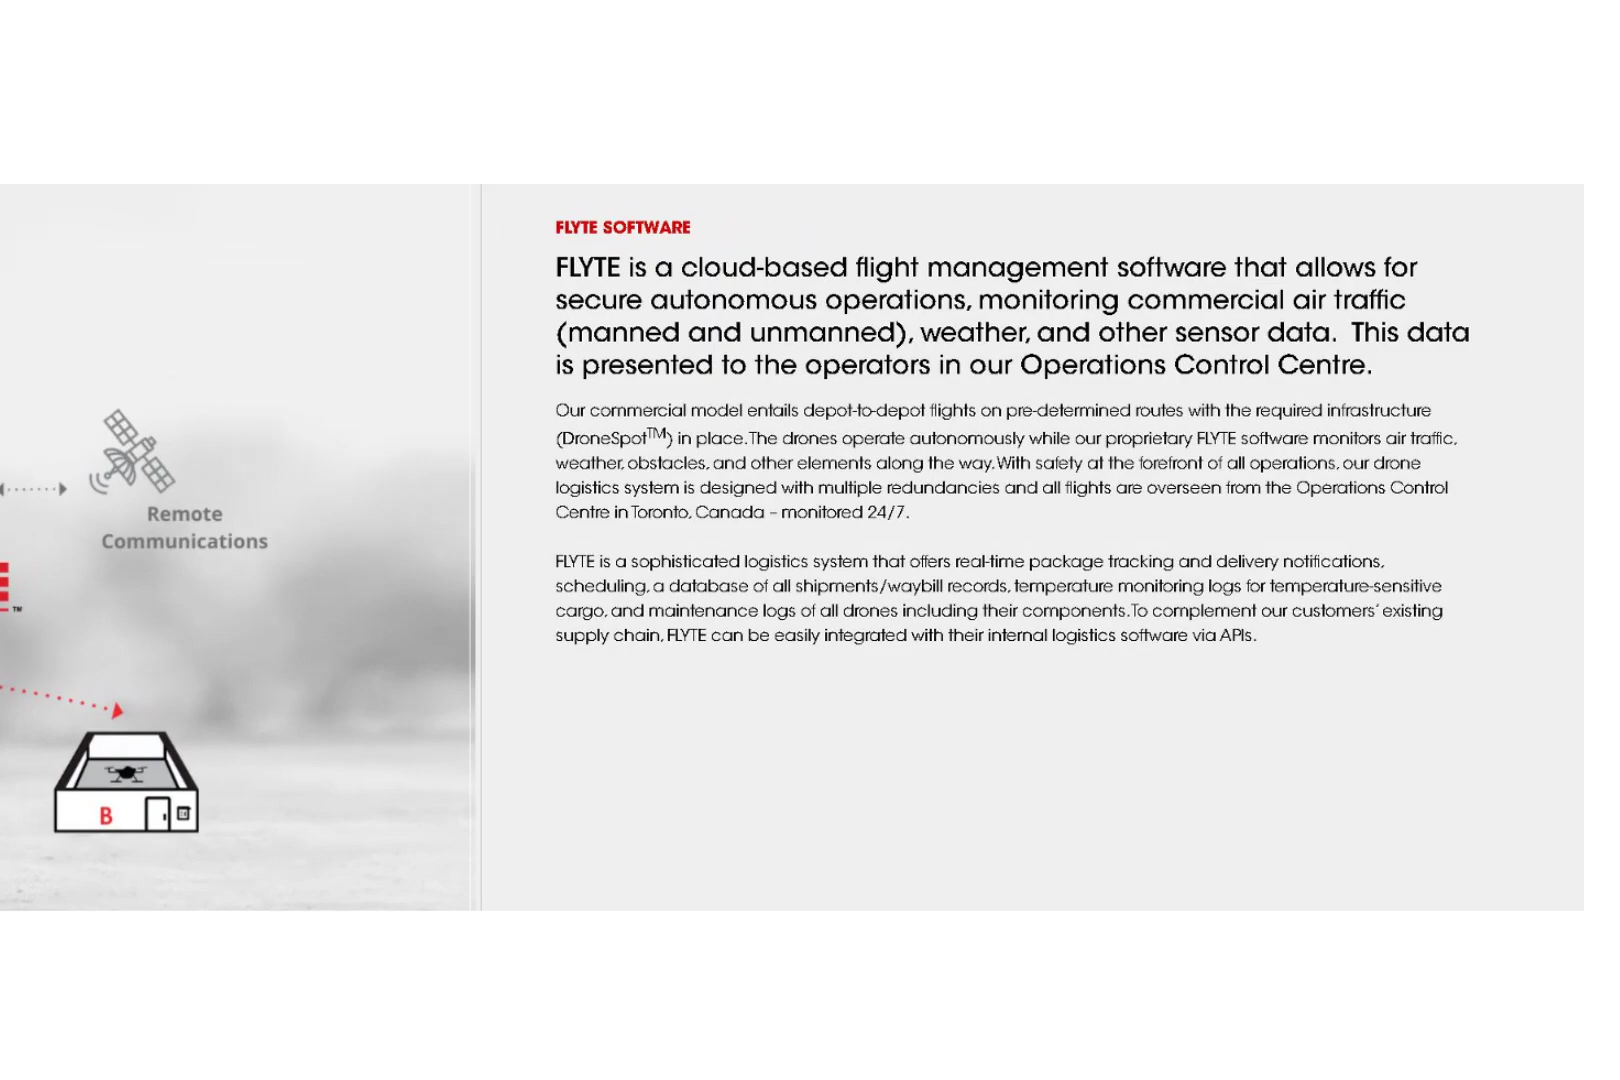 FLYTE SOFTWARE
FLYTE is a cloud-based flight management software that allows for
secure autonomous operations, monitoring commercial air traffic
(manned and unmanned), weather, and other sensor data.  This data
is presented to the operators in our Operations Control Centre.
Our commercial model entails depot-to-depot flights on pre-determined routes with the required infrastructure
(DroneSpot™) in place. The drones operate autonomously while our proprietary FLYTE software monitors air traffic,
weather, obstacles, and other elements along the way. With safety at the forefront of all operations, our drone
logistics system is designed with multiple redundancies and all flights are overseen from the Operations Control
Centre in Toronto, Canada – monitored 24/7.
FLYTE is a sophisticated logistics system that offers real-time package tracking and delivery notifications,
scheduling, a database of all shipments/waybill records, temperature monitoring logs for temperature-sensitive
cargo, and maintenance logs of all drones including their components. To complement our customers’ existing
supply chain, FLYTE can be easily integrated with their internal logistics software via APIs.
Remote
Communications
™
B